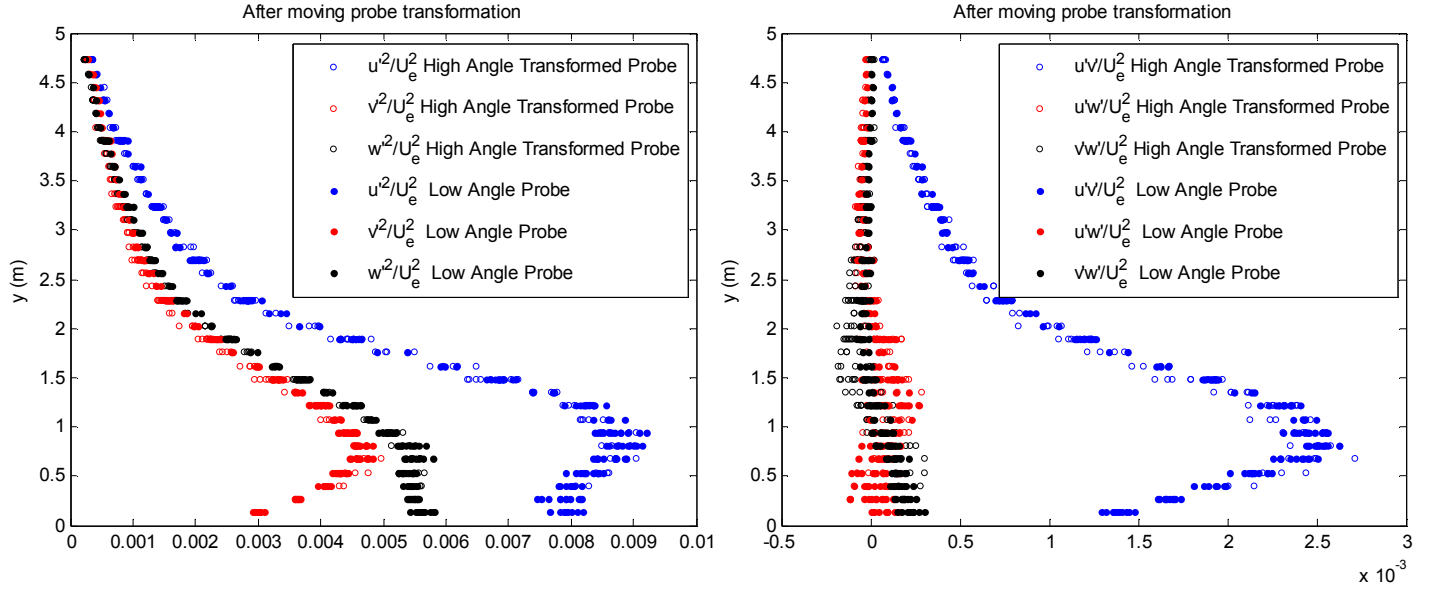 After moving probe transformation
5
4.5
4
3.5
3
2.5
2
1.5
1
0.5
0
y (m)
u'²/U²ₑ High Angle Transformed Probe
v'²/U²ₑ High Angle Transformed Probe
w'²/U²ₑ High Angle Transformed Probe
u'²/U²ₑ Low Angle Probe
v'²/U²ₑ Low Angle Probe
w'²/U²ₑ Low Angle Probe
0 0.001 0.002 0.003 0.004 0.005 0.006 0.007 0.008 0.009 0.01
After moving probe transformation
5
4.5
4
3.5
3
2.5
2
1.5
1
0.5
0
y (m)
u'v'/U²ₑ High Angle Transformed Probe
u'w'/U²ₑ High Angle Transformed Probe
v'w'/U²ₑ High Angle Transformed Probe
u'v'/U²ₑ Low Angle Probe
u'w'/U²ₑ Low Angle Probe
v'w'/U²ₑ Low Angle Probe
-0.5 0 0.5 1 1.5 2 2.5 3
x 10⁻³